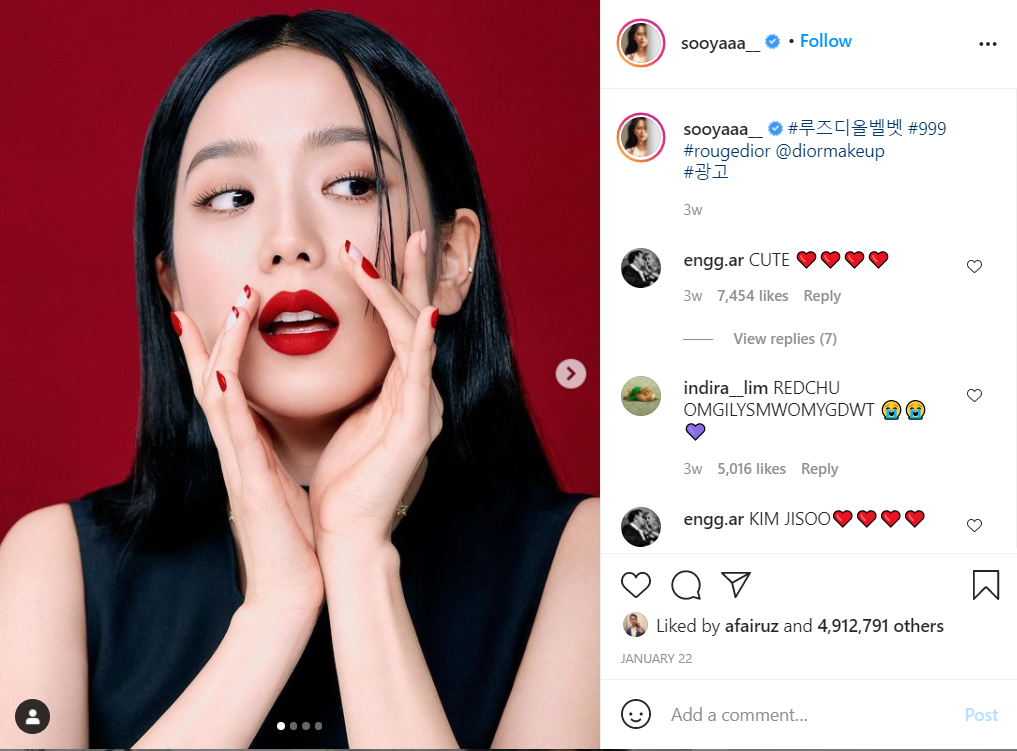 sooyaaa__ • Follow
sooyaaa__ #루즈디올벨벳 #999
#rougedior @diormakeup
#광고
3w
engg.ar CUTE ❤️❤️❤️❤️
3w 7,454 likes Reply
View replies (7)
indira__lim REDCHU
OMGILYSMWOMYGDWT 😭😭
💜
3w 5,016 likes Reply
engg.ar KIM JISOO❤️❤️❤️❤️
Liked by afairuz and 4,912,791 others
JANUARY 22
Add a comment... Post